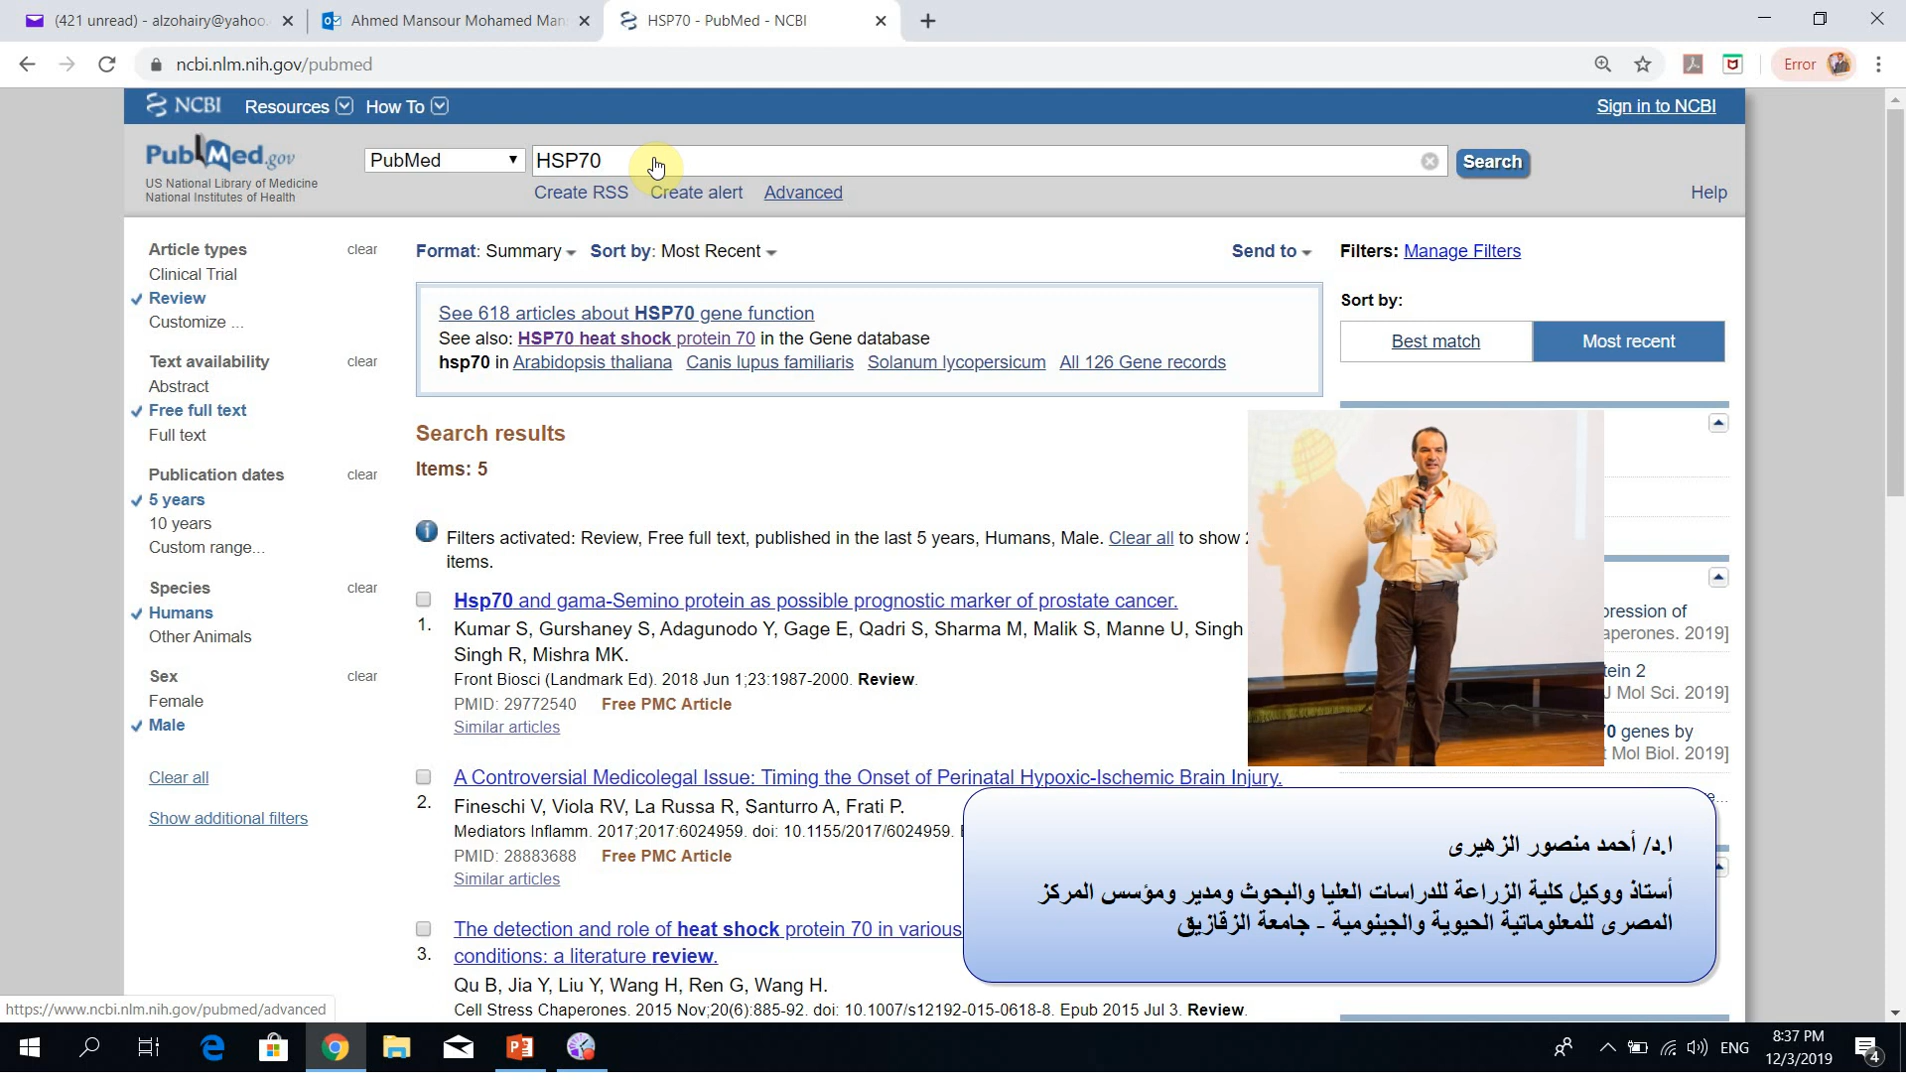 (421 unread) - alzohairy@yahoo.
Ahmed Mansour Mohamed Man
HSP70 - PubMed - NCBI
ncbi.nlm.nih.gov/pubmed
Error
NCBI Resources How To
Sign in to NCBI
PubMed.gov
US National Library of Medicine
National Institutes of Health
PubMed
HSP70
Search
Create RSS Create alert Advanced
Help
Article types clear
Clinical Trial
Review
Customize ...
Text availability clear
Abstract
Free full text
Full text
Publication dates clear
5 years
10 years
Custom range...
Species clear
Humans
Other Animals
Sex clear
Female
Male
Clear all
Show additional filters
Format: Summary Sort by: Most Recent
Send to
See 618 articles about HSP70 gene function
See also: HSP70 heat shock protein 70 in the Gene database
hsp70 in Arabidopsis thaliana Canis lupus familiaris Solanum lycopersicum All 126 Gene records
Search results
Items: 5
Filters activated: Review, Free full text, published in the last 5 years, Humans, Male. Clear all to show
items.
Hsp70 and gama-Semino protein as possible prognostic marker of prostate cancer.
1. Kumar S, Gurshaney S, Adagunodo Y, Gage E, Qadri S, Sharma M, Malik S, Manne U, Singh
Singh R, Mishra MK.
Front Biosci (Landmark Ed). 2018 Jun 1;23:1987-2000. Review.
PMID: 29772540 Free PMC Article
Similar articles
A Controversial Medicolegal Issue: Timing the Onset of Perinatal Hypoxic-Ischemic Brain Injury.
2. Fineschi V, Viola RV, La Russa R, Santurro A, Frati P.
Mediators Inflamm. 2017;2017:6024959. doi: 10.1155/2017/6024959.
PMID: 28883688 Free PMC Article
Similar articles
The detection and role of heat shock protein 70 in various
3. conditions: a literature review.
Qu B, Jia Y, Liu Y, Wang H, Ren G, Wang H.
Cell Stress Chaperones. 2015 Nov;20(6):885-92. doi: 10.1007/s12192-015-0618-8. Epub 2015 Jul 3. Review.
Filters: Manage Filters
Sort by:
Best match Most recent
pression of
aperones. 2019]
tein 2
J Mol Sci. 2019]
70 genes by
t Mol Biol. 2019]
e...
ا.د/ أحمد منصور الزهيرى
أستاذ ووكيل كلية الزراعة للدراسات العليا والبحوث ومدير ومؤسس المركز
المصرى للمعلوماتية الحيوية والجينومية - جامعة الزقازيق
https://www.ncbi.nlm.nih.gov/pubmed/advanced
ENG
8:37 PM
12/3/2019
4